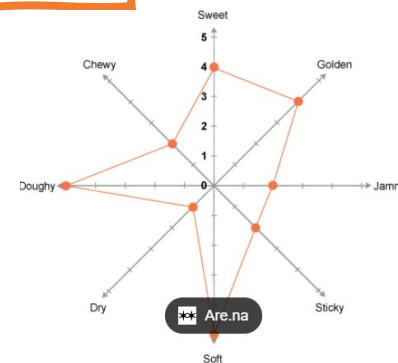 Sweet
5
Chewy
Golden
4
3
2
1
Doughy
0
Jamm
Dry
Sticky
Are.na
Soft